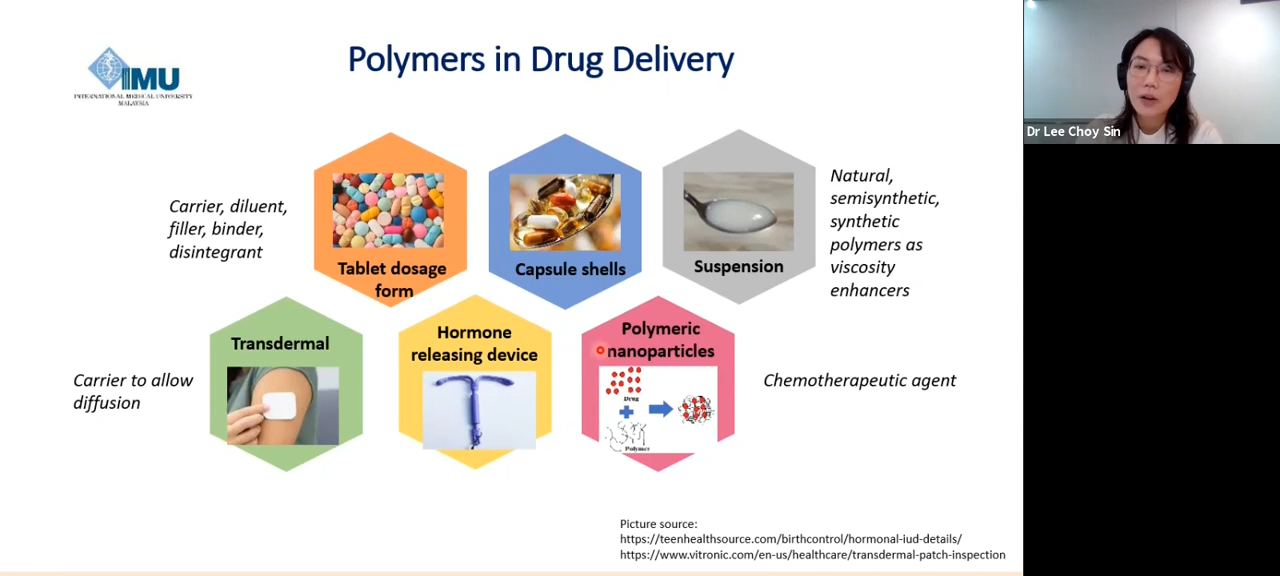 Polymers in Drug Delivery
IMU
INTERNATIONAL MEDICAL UNIVERSITY
MALAYSIA
Dr Lee Choy Sin
Carrier, diluent,
filler, binder,
disintegrant
Tablet dosage
form
Capsule shells
Suspension
Natural,
semisynthetic,
synthetic
polymers as
viscosity
enhancers
Carrier to allow
diffusion
Transdermal
Hormone
releasing device
Polymeric
nanoparticles
Drug
Polymer
Chemotherapeutic agent
Picture source:
https://teenhealthsource.com/birthcontrol/hormonal-iud-details/
https://www.vitronic.com/en-us/healthcare/transdermal-patch-inspection